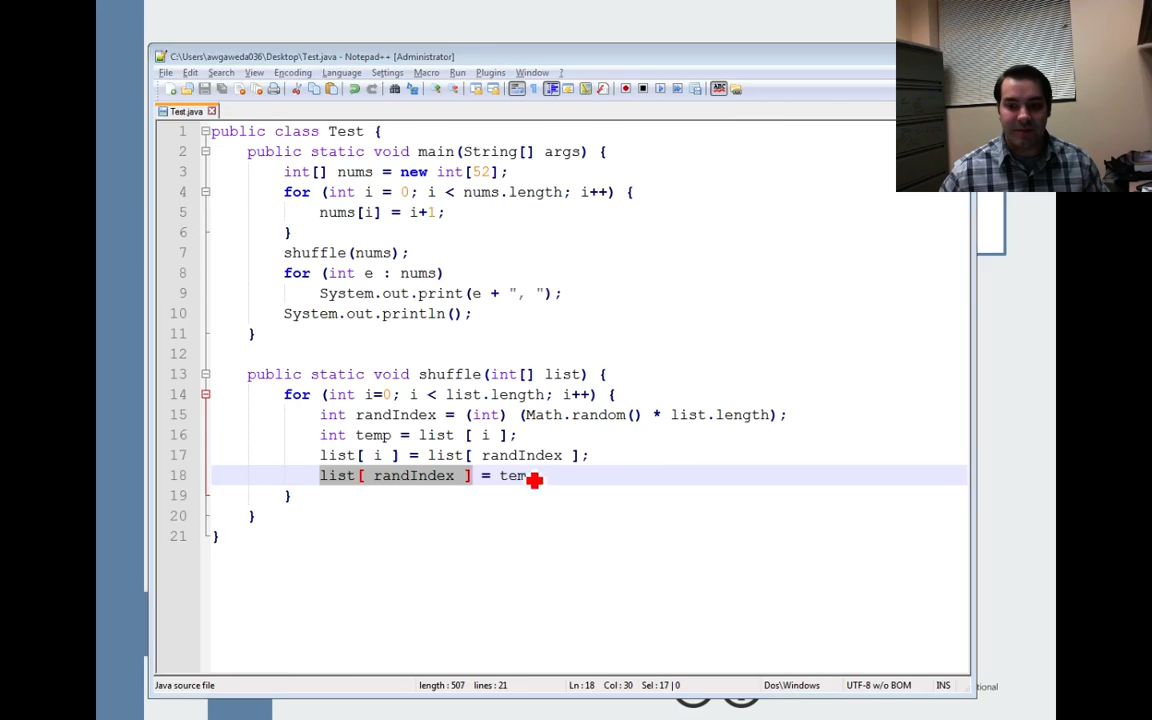 C:\Users\awgaweda036\Desktop\Test.java - Notepad++ [Administrator]
File Edit Search View Encoding Language Settings Macro Run Plugins Window ?
Test.java
1 public class Test {
2 public static void main(String[] args) {
3 int[] nums = new int[52];
4 for (int i = 0; i < nums.length; i++) {
5 nums[i] = i+1;
6 }
7 shuffle(nums);
8 for (int e : nums)
9 System.out.print(e + ", ");
10 System.out.println();
11 }
12
13 public static void shuffle(int[] list) {
14 for (int i=0; i < list.length; i++) {
15 int randIndex = (int) (Math.random() * list.length);
16 int temp = list [ i ];
17 list[ i ] = list[ randIndex ];
18 list[ randIndex ] = tem
19 }
20 }
21 }
Java source file length : 507 lines : 21 Ln : 18 Col : 30 Sel : 17 | 0 Dos\Windows UTF-8 w/o BOM INS